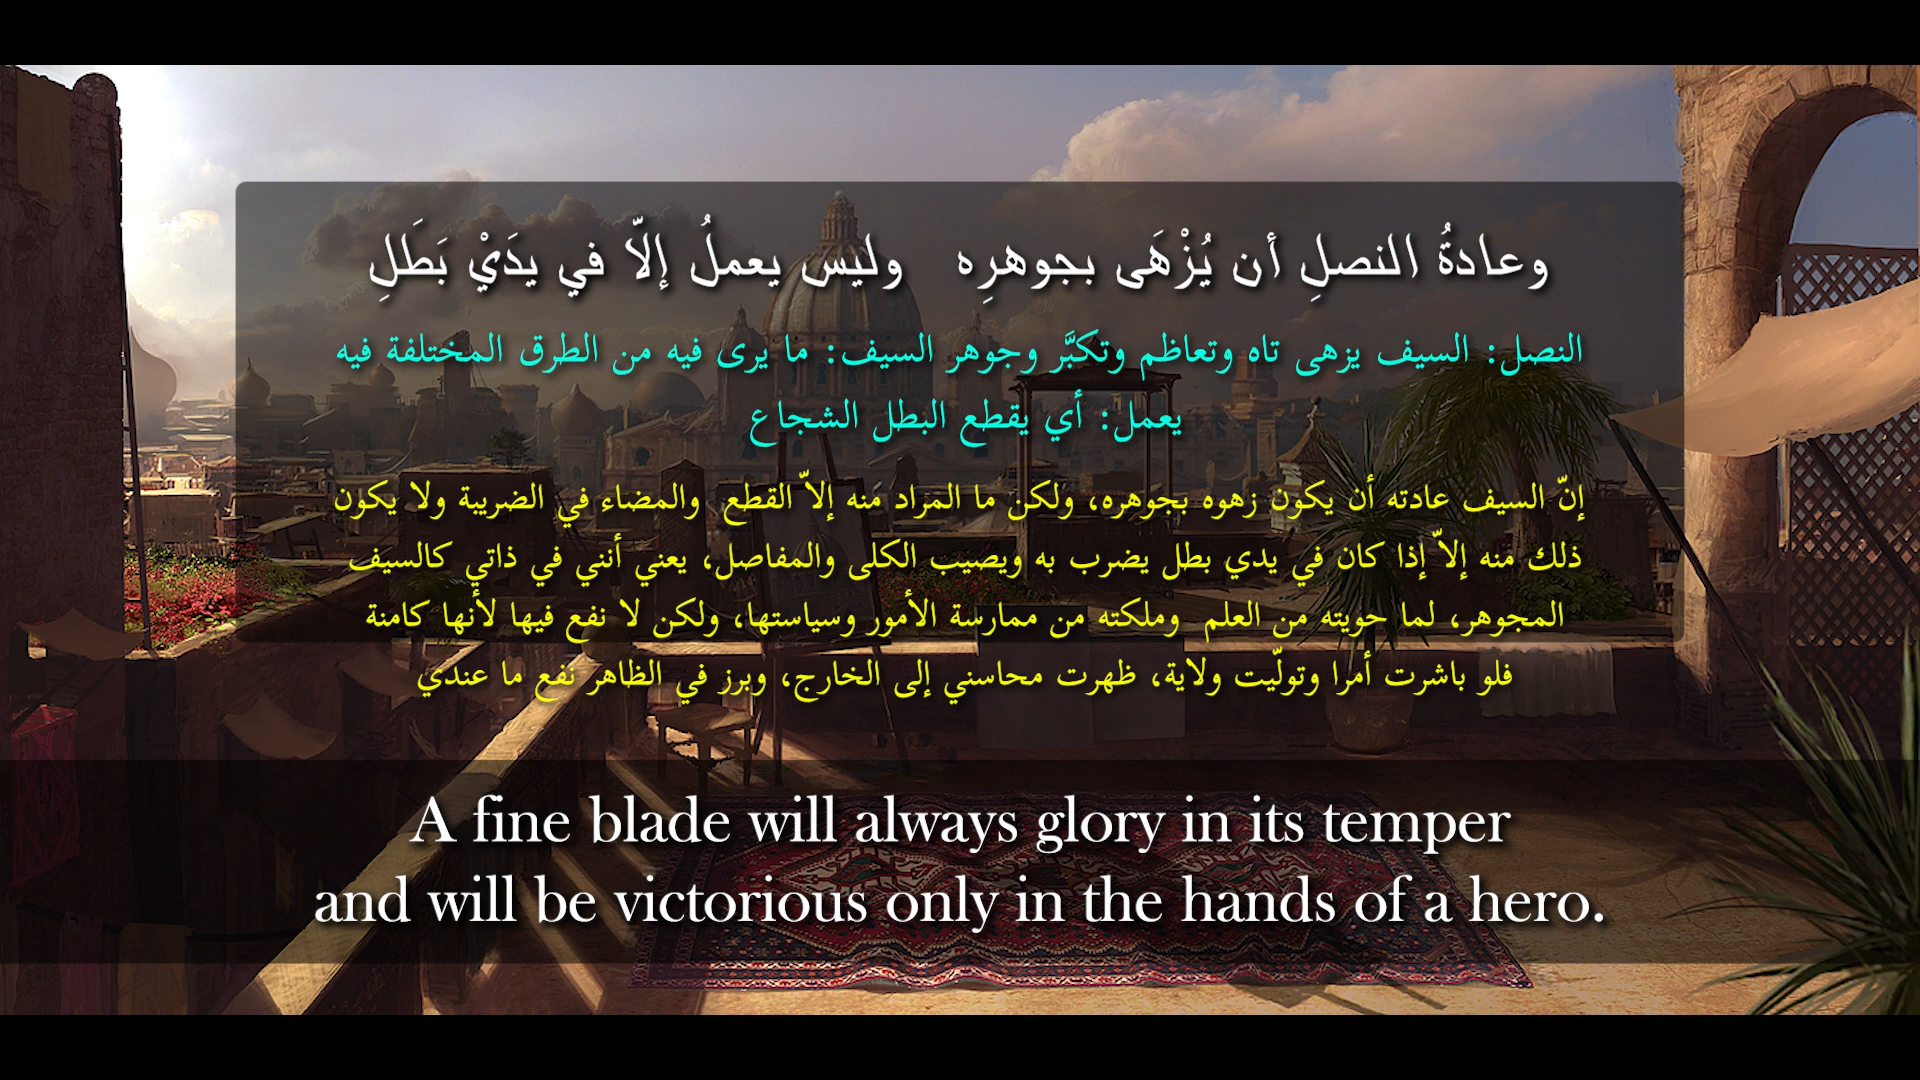 وعادةُ النصلِ أن يُزْهَى بجوهرِه   وليس يعملُ إلاّ في يدَيْ بَطَلِ
النصل: السيف يزهى تاه وتعاظم وتكبَّر وجوهر السيف: ما يرى فيه من الطرق المختلفة فيه
يعمل: أي يقطع البطل الشجاع
إنّ السيف عادته أن يكون زهوه بجوهره، ولكن ما المراد منه إلاّ القطع  والمضاء في الضريبة ولا يكون
ذلك منه إلاّ إذا كان في يدي بطل يضرب به ويصيب الكلى والمفاصل، يعني أنني في ذاتي كالسيف
المجوهر، لما حويته من العلم  وملكته من ممارسة الأمور وسياستها، ولكن لا نفع فيها لأنها كامنة
فلو باشرت أمرا وتولّيت ولاية، ظهرت محاسني إلى الخارج، وبرز في الظاهر نفع ما عندي
A fine blade will always glory in its temper
and will be victorious only in the hands of a hero.